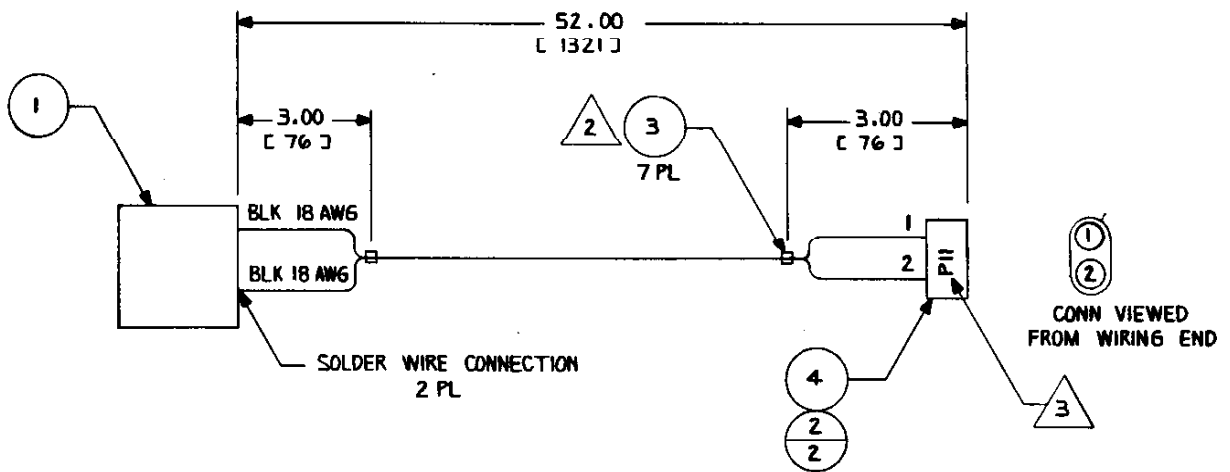 52.00
[ 1321 ]
1
3.00
[ 76 ]
2
3
7 PL
3.00
[ 76 ]
BLK 18 AWG
BLK 18 AWG
1
2
P11
1
2
CONN VIEWED
FROM WIRING END
SOLDER WIRE CONNECTION
2 PL
4
2
2
3